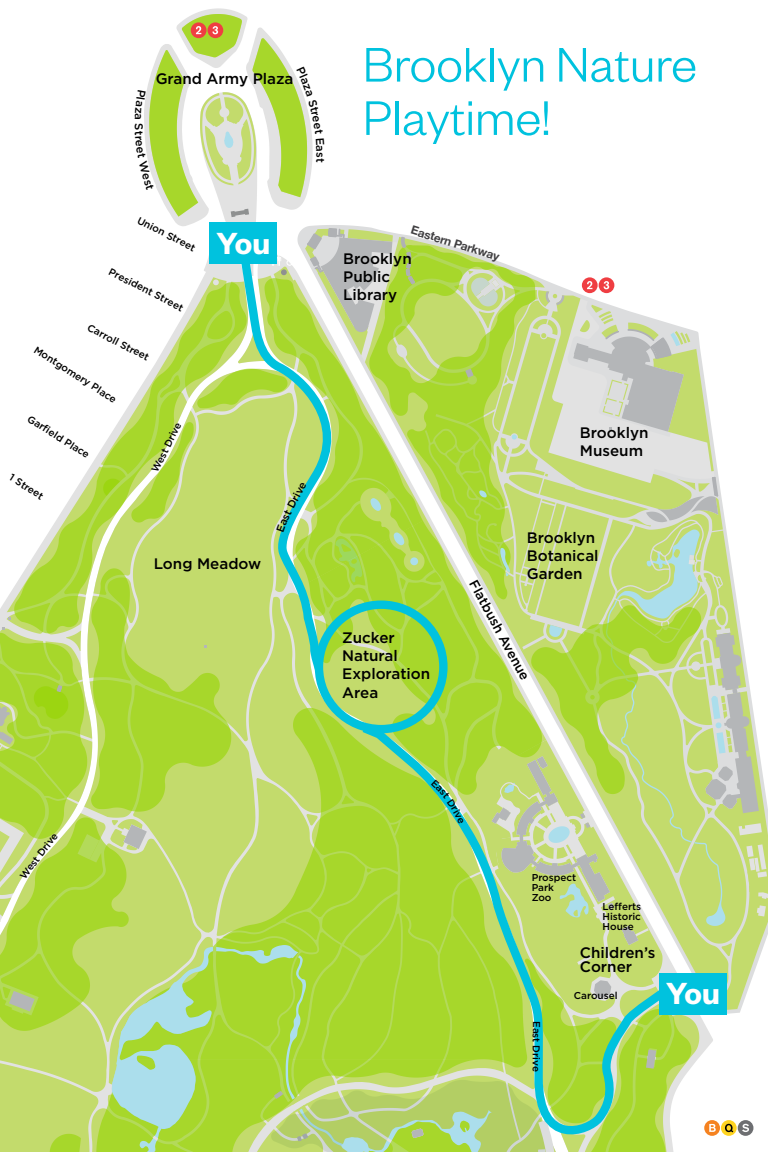 Brooklyn Nature
Playtime!
2 3
Grand Army Plaza
Plaza Street West
Plaza Street East
Union Street
You
Eastern Parkway
Brooklyn
Public
Library
President Street
2 3
Carroll Street
Montgomery Place
Garfield Place
1 Street
West Drive
East Drive
Brooklyn
Museum
Long Meadow
Brooklyn
Botanical
Garden
Flatbush Avenue
Zucker
Natural
Exploration
Area
East Drive
West Drive
Prospect
Park
Zoo
Lefferts
Historic
House
Children's
Corner
Carousel
You
East Drive
B Q S